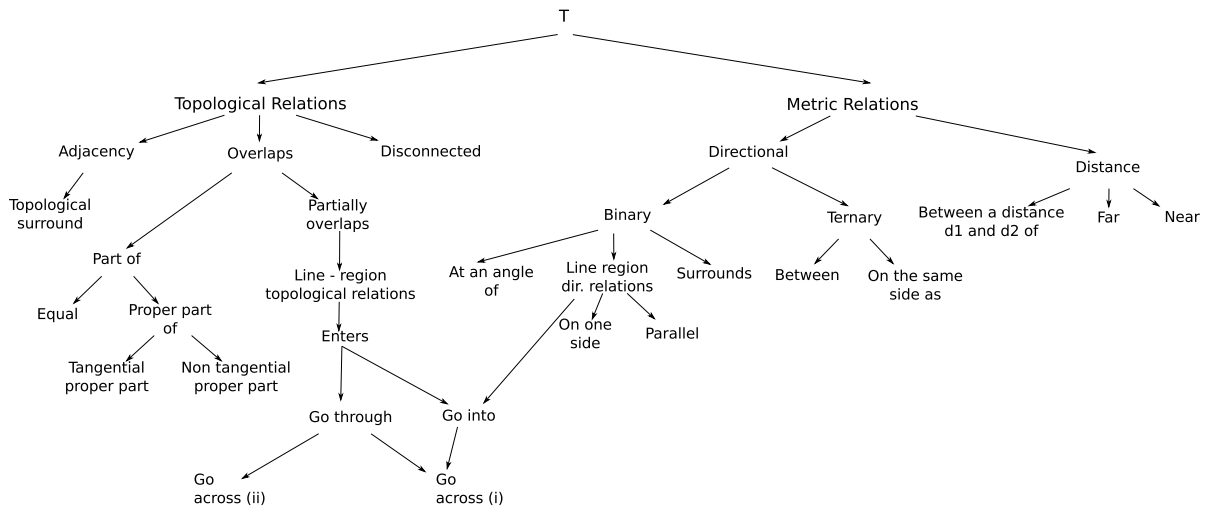 T
Topological Relations
Metric Relations
Adjacency
Overlaps
Disconnected
Directional
Distance
Topological
surround
Partially
overlaps
Binary
Ternary
Between a distance
d1 and d2 of
Far
Near
Part of
Line - region
topological relations
At an angle
of
Line region
dir. relations
Surrounds
Between
On the same
side as
Equal
Proper part
of
Enters
On one
side
Parallel
Tangential
proper part
Non tangential
proper part
Go through
Go into
Go
across (ii)
Go
across (i)